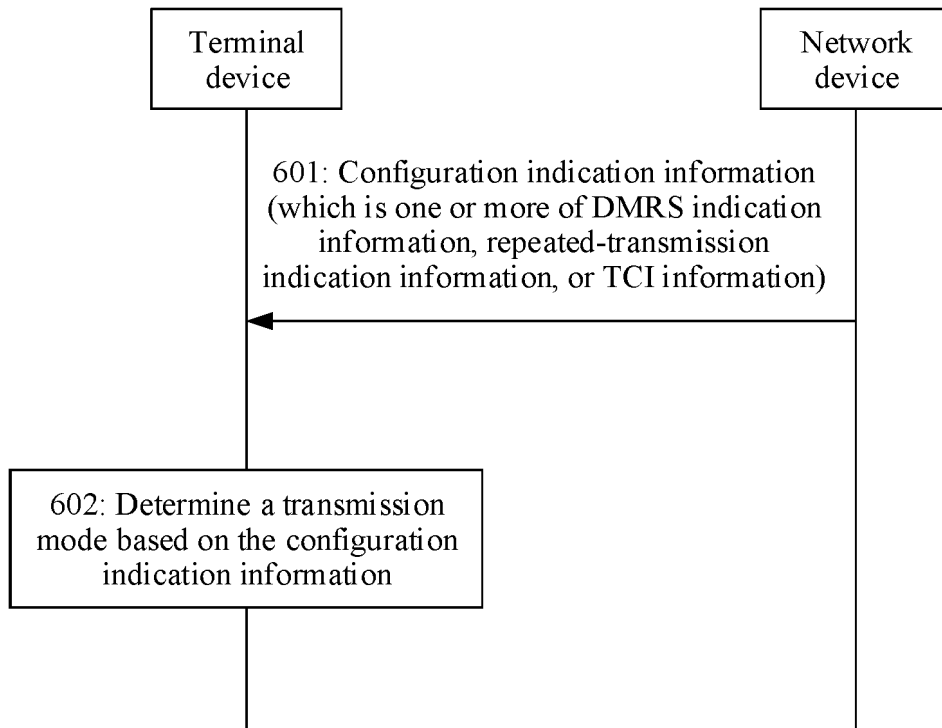 Terminal
device
Network
device
601: Configuration indication information
(which is one or more of DMRS indication
information, repeated-transmission
indication information, or TCI information)
602: Determine a transmission
mode based on the configuration
indication information